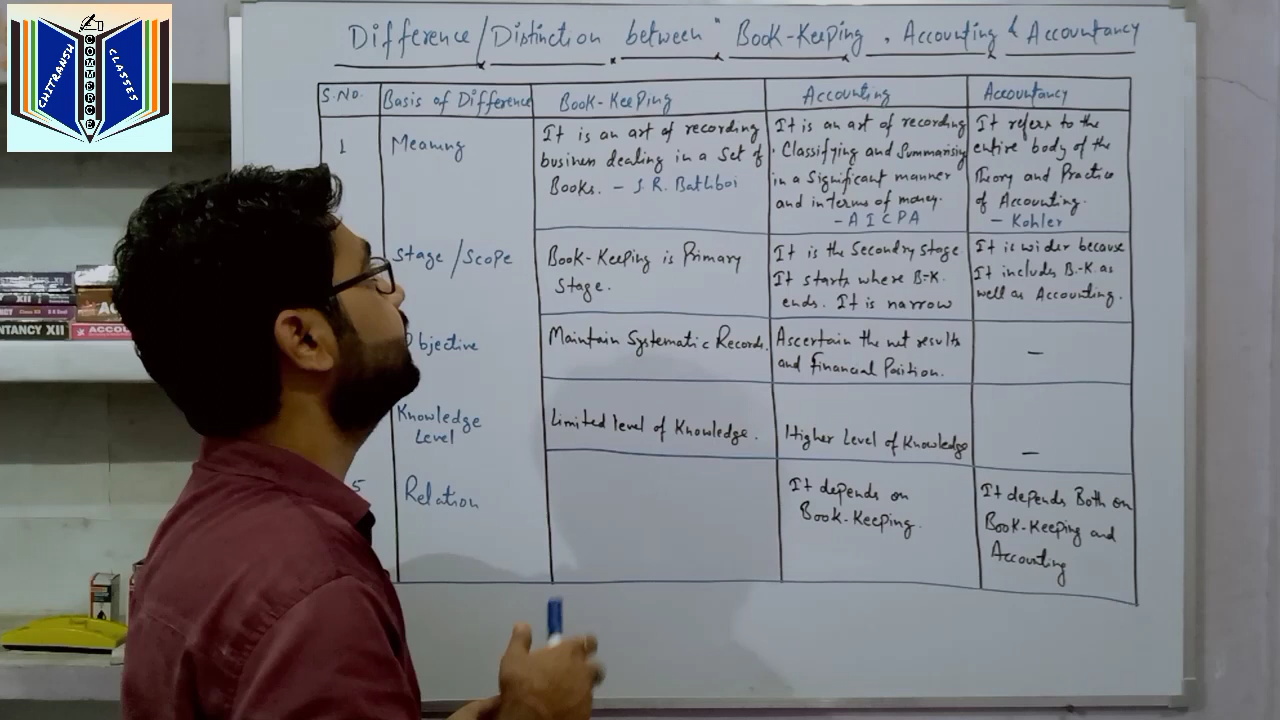 CHITRANSH
COMMERCE
CLASSES
Difference/Distinction between "Book-Keeping, Accounting & Accountancy
S.No.
Basis of Difference
Book-Keeping
Accounting
Accountancy
1
Meaning
It is an art of recording
business dealing in a Set of
Books. – J. R. Batliboi
It is an art of recording
, Classifying and Summarising
in a Significant manner
and in terms of money.
– AICPA
It refers to the
entire body of the
Theory and Practice
of Accounting.
– Kohler
Stage/Scope
Book-Keeping is Primary
Stage.
It is the Secondry stage
It starts where B-K.
ends. It is narrow
It is wider because
It includes B.-K. as
well as Accounting.
Objective
Maintain Systematic Records.
Ascertain the net results
and Financial Position.
–
Knowledge
Level
Limited level of Knowledge.
Higher Level of Knowledge
–
5
Relation
It depends on
Book-Keeping.
It depends Both on
Book-Keeping and
Accounting
XII
NTANCY XII
ACCOU